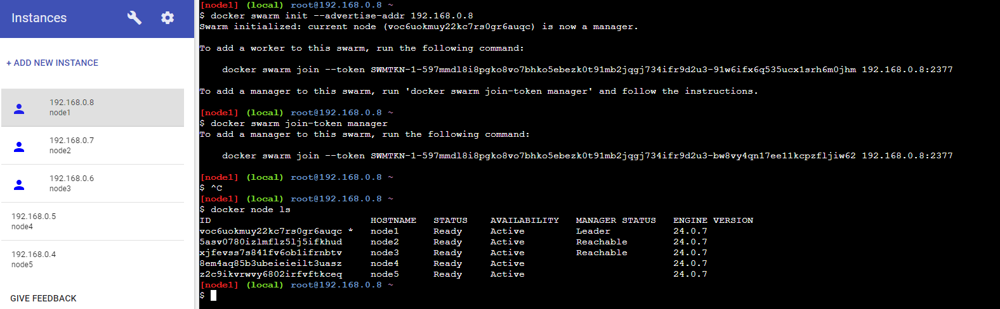 Instances
+ ADD NEW INSTANCE
192.168.0.8
node1
192.168.0.7
node2
192.168.0.6
node3
192.168.0.5
node4
192.168.0.4
node5
GIVE FEEDBACK
[node1] (local) root@192.168.0.8 ~
$ docker swarm init --advertise-addr 192.168.0.8
Swarm initialized: current node (voc6uokmuy22kc7rs0gr6auqc) is now a manager.
To add a worker to this swarm, run the following command:
docker swarm join --token SWMTKN-1-597mmdl8i8pgko8vo7bhko5ebezk0t91mb2jqgj734ifr9d2u3-91w6ifx6q535ucx1srh6m0jhm 192.168.0.8:2377
To add a manager to this swarm, run 'docker swarm join-token manager' and follow the instructions.
[node1] (local) root@192.168.0.8 ~
$ docker swarm join-token manager
To add a manager to this swarm, run the following command:
docker swarm join --token SWMTKN-1-597mmdl8i8pgko8vo7bhko5ebezk0t91mb2jqgj734ifr9d2u3-bw8vy4qn17ee11kcpzfljiw62 192.168.0.8:2377
[node1] (local) root@192.168.0.8 ~
$ ^C
[node1] (local) root@192.168.0.8 ~
$ docker node ls
ID HOSTNAME STATUS AVAILABILITY MANAGER STATUS ENGINE VERSION
voc6uokmuy22kc7rs0gr6auqc * node1 Ready Active Leader 24.0.7
5asv0780izlmflz5lj5ifkhud node2 Ready Active Reachable 24.0.7
xjfevss7s841fv6ob1ifrnbtv node3 Ready Active Reachable 24.0.7
8em4aq85b3ubeieieilt3uasz node4 Ready Active 24.0.7
z2c9ikvrwvy6802irfvftkceq node5 Ready Active 24.0.7
[node1] (local) root@192.168.0.8 ~
$